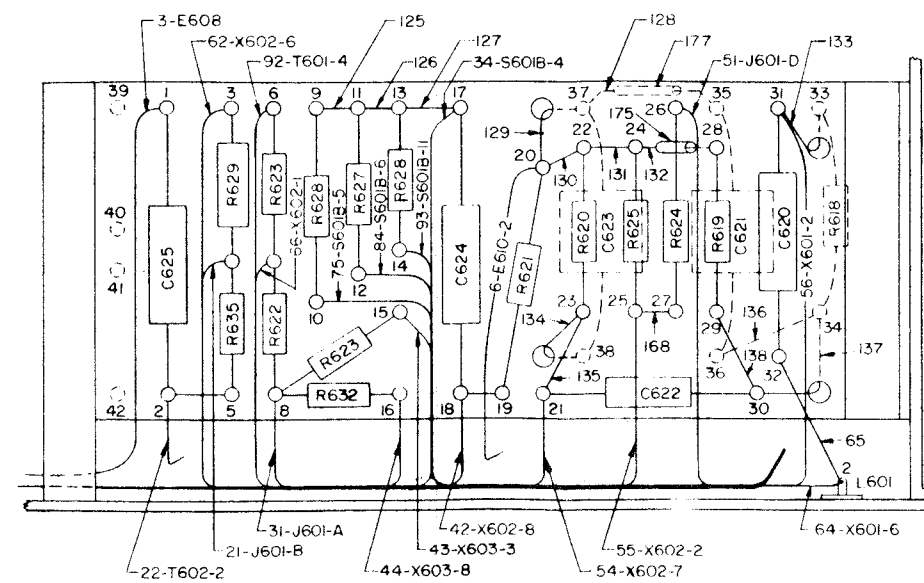 3-E608
125
128
177
62-X602-6
127
51-J601-D
133
92-T601-4
126
34-S601B-4
39
1
3
6
9
11
13
17
37
26
35
31
33
175
129
22
24
28
20
130
131
132
R629
R623
R628
R627
R628
66-X602-1
75-S601B-5
84-S601B-6
93-S601B-11
40
C625
C624
6-E610-2
R621
R620
C623
R625
R624
R619
C621
C620
56-X601-2
R618
41
14
12
10
15
R635
R622
23
25
27
29
34
134
168
136
R623
38
36
138
32
137
135
42
2
5
8
R632
16
18
19
21
C622
30
65
2
L601
31-J601-A
42-X602-8
64-X601-6
21-J601-B
43-X603-3
55-X602-2
22-T602-2
44-X603-8
54-X602-7